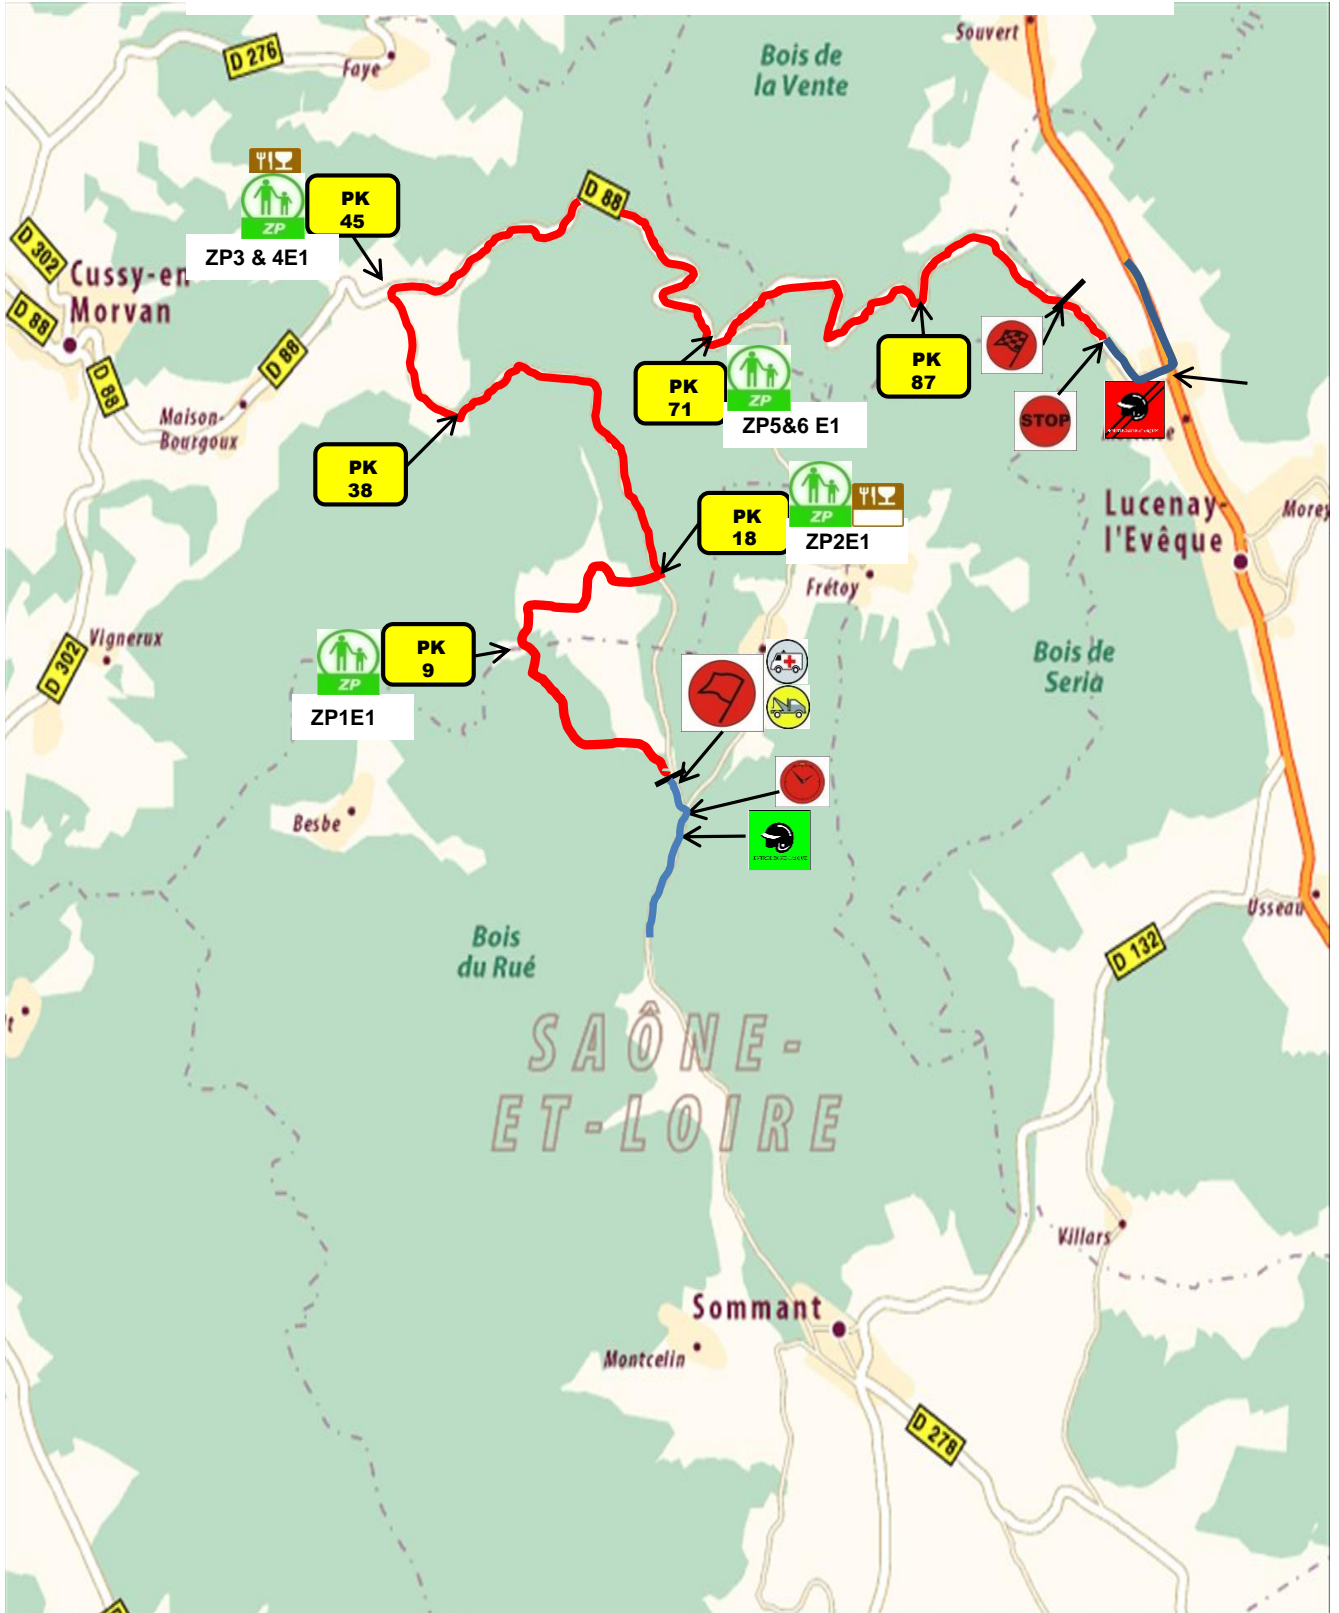 Souvert
D 276
Faye
Bois de
la Vente
PK
45
ZP
ZP3 & 4E1
D 88
D 302
Cussy-en
Morvan
D 88
D 88
D 88
Maison-
Bourgoux
PK
71
ZP
ZP5&6 E1
PK
87
STOP
PK
38
PK
18
ZP
ZP2E1
Lucenay-
l'Evêque
Morey
Frétoy
Vignerux
D 302
ZP
PK
9
ZP1E1
Bois de
Seria
Besbe
Usseau
Bois
du Rué
D 132
SAÔNE-
ET-LOIRE
Villars
Sommant
Montcelin
D 278